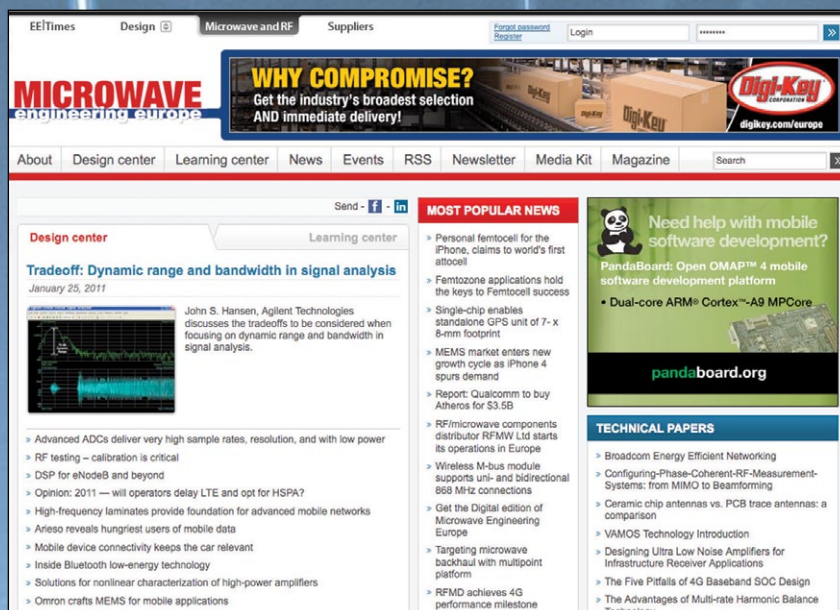 EE|Times
Design
Microwave and RF
Suppliers
Forgot password
Register
Login
••••••••
»
MICROWAVE
engineering europe
WHY COMPROMISE?
Get the industry's broadest selection
AND immediate delivery!
Digi-Key
Digi-Key
Digi-Key
CORPORATION
digikey.com/europe
About
Design center
Learning center
News
Events
RSS
Newsletter
Media Kit
Magazine
Search
Send - f - in
Design center
Learning center
Tradeoff: Dynamic range and bandwidth in signal analysis
January 25, 2011
John S. Hansen, Agilent Technologies
discusses the tradeoffs to be considered when
focusing on dynamic range and bandwidth in
signal analysis.
» Advanced ADCs deliver very high sample rates, resolution, and with low power
» RF testing – calibration is critical
» DSP for eNodeB and beyond
» Opinion: 2011 — will operators delay LTE and opt for HSPA?
» High-frequency laminates provide foundation for advanced mobile networks
» Arieso reveals hungriest users of mobile data
» Mobile device connectivity keeps the car relevant
» Inside Bluetooth low-energy technology
» Solutions for nonlinear characterization of high-power amplifiers
» Omron crafts MEMS for mobile applications
MOST POPULAR NEWS
» Personal femtocell for the
iPhone, claims to world's first
attocell
» Femtozone applications hold
the keys to Femtocell success
» Single-chip enables
standalone GPS unit of 7- x
8-mm footprint
» MEMS market enters new
growth cycle as iPhone 4
spurs demand
» Report: Qualcomm to buy
Atheros for $3.5B
» RF/microwave components
distributor RFMW Ltd starts
its operations in Europe
» Wireless M-bus module
supports uni- and bidirectional
868 MHz connections
» Get the Digital edition of
Microwave Engineering
Europe
» Targeting microwave
backhaul with multipoint
platform
» RFMD achieves 4G
performance milestone
Need help with mobile
software development?
PandaBoard: Open OMAP™ 4 mobile
software development platform
• Dual-core ARM® Cortex™-A9 MPCore
pandaboard.org
TECHNICAL PAPERS
» Broadcom Energy Efficient Networking
» Configuring-Phase-Coherent-RF-Measurement-
Systems: from MIMO to Beamforming
» Ceramic chip antennas vs. PCB trace antennas: a
comparison
» VAMOS Technology Introduction
» Designing Ultra Low Noise Amplifiers for
Infrastructure Receiver Applications
» The Five Pitfalls of 4G Baseband SOC Design
» The Advantages of Multi-rate Harmonic Balance